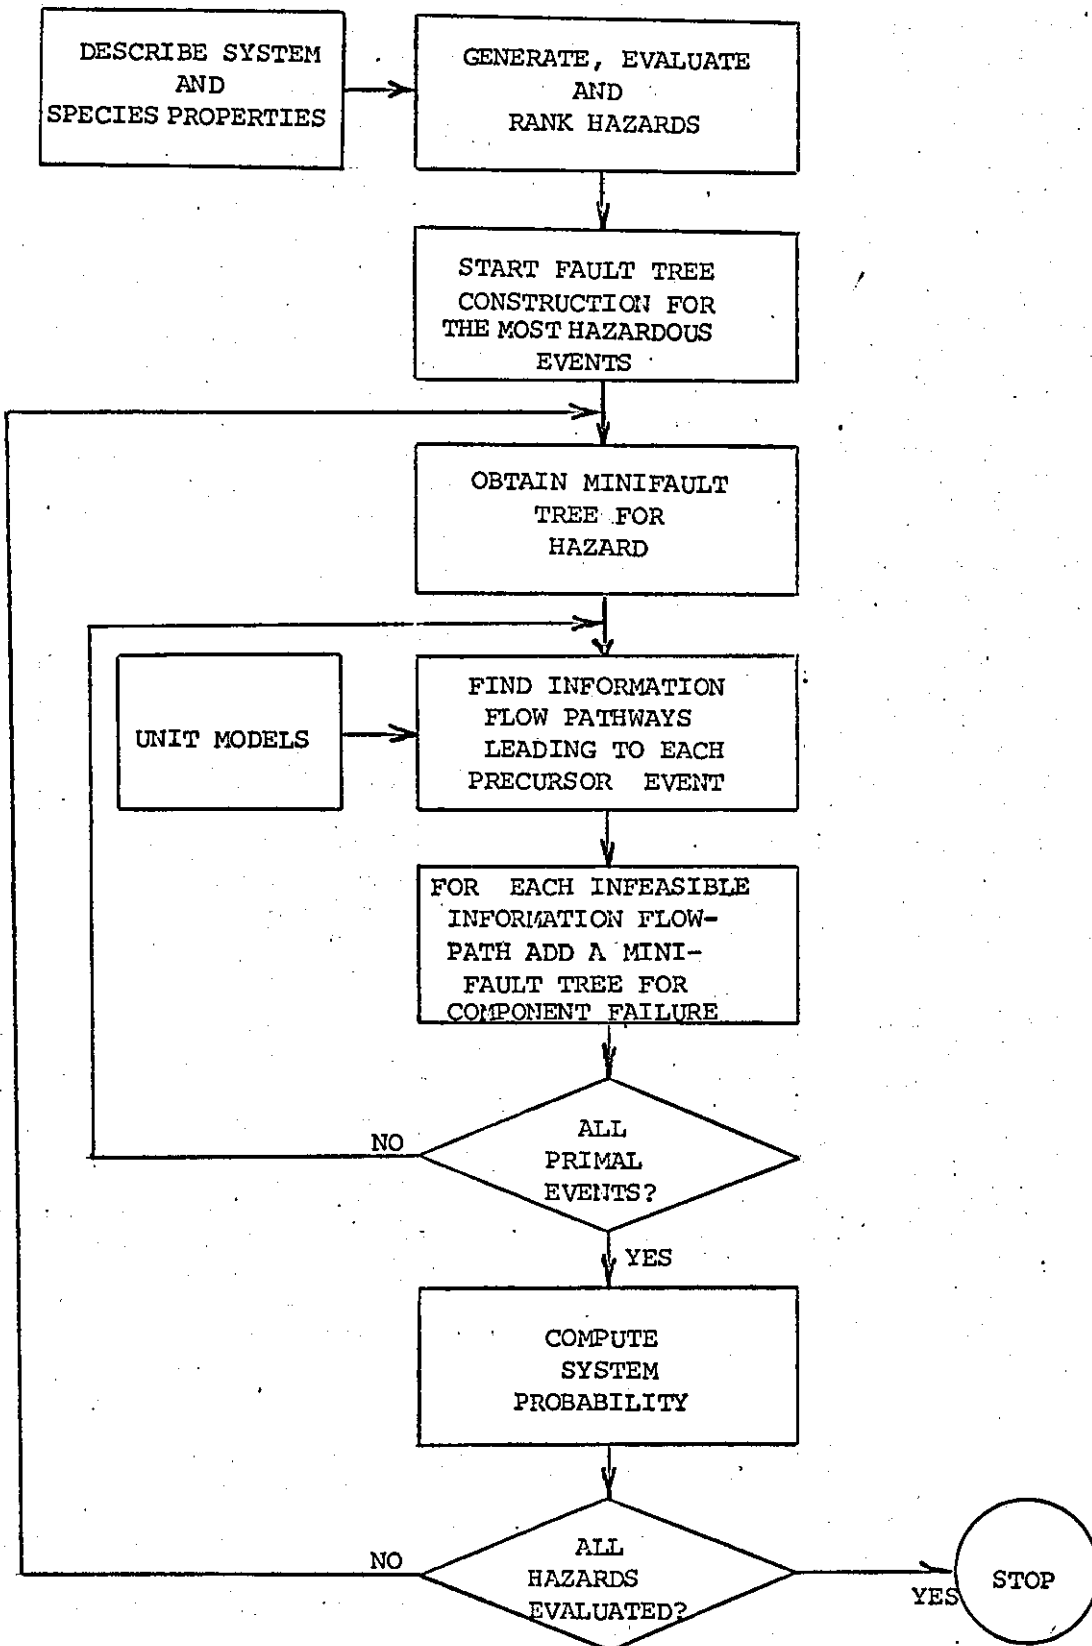 DESCRIBE SYSTEM
AND
SPECIES PROPERTIES
GENERATE, EVALUATE
AND
RANK HAZARDS
START FAULT TREE
CONSTRUCTION FOR
THE MOST HAZARDOUS
EVENTS
OBTAIN MINIFAULT
TREE FOR
HAZARD
UNIT MODELS
FIND INFORMATION
FLOW PATHWAYS
LEADING TO EACH
PRECURSOR EVENT
FOR EACH INFEASIBLE
INFORMATION FLOW-
PATH ADD A MINI-
FAULT TREE FOR
COMPONENT FAILURE
NO
ALL
PRIMAL
EVENTS?
YES
COMPUTE
SYSTEM
PROBABILITY
NO
ALL
HAZARDS
EVALUATED?
YES
STOP